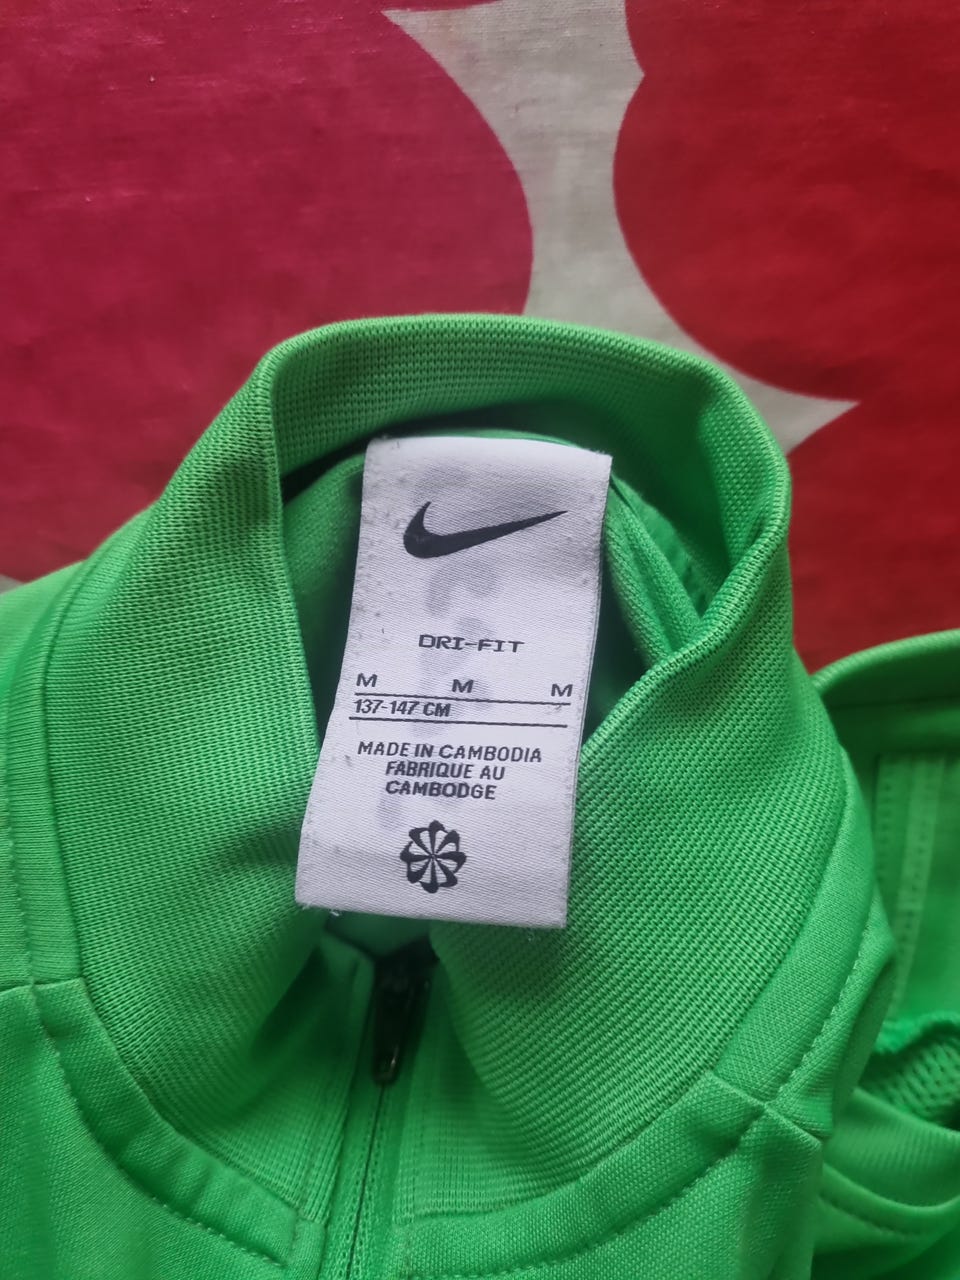 DRI-FIT
M M M
137-147 CM
MADE IN CAMBODIA
FABRIQUE AU
CAMBODGE